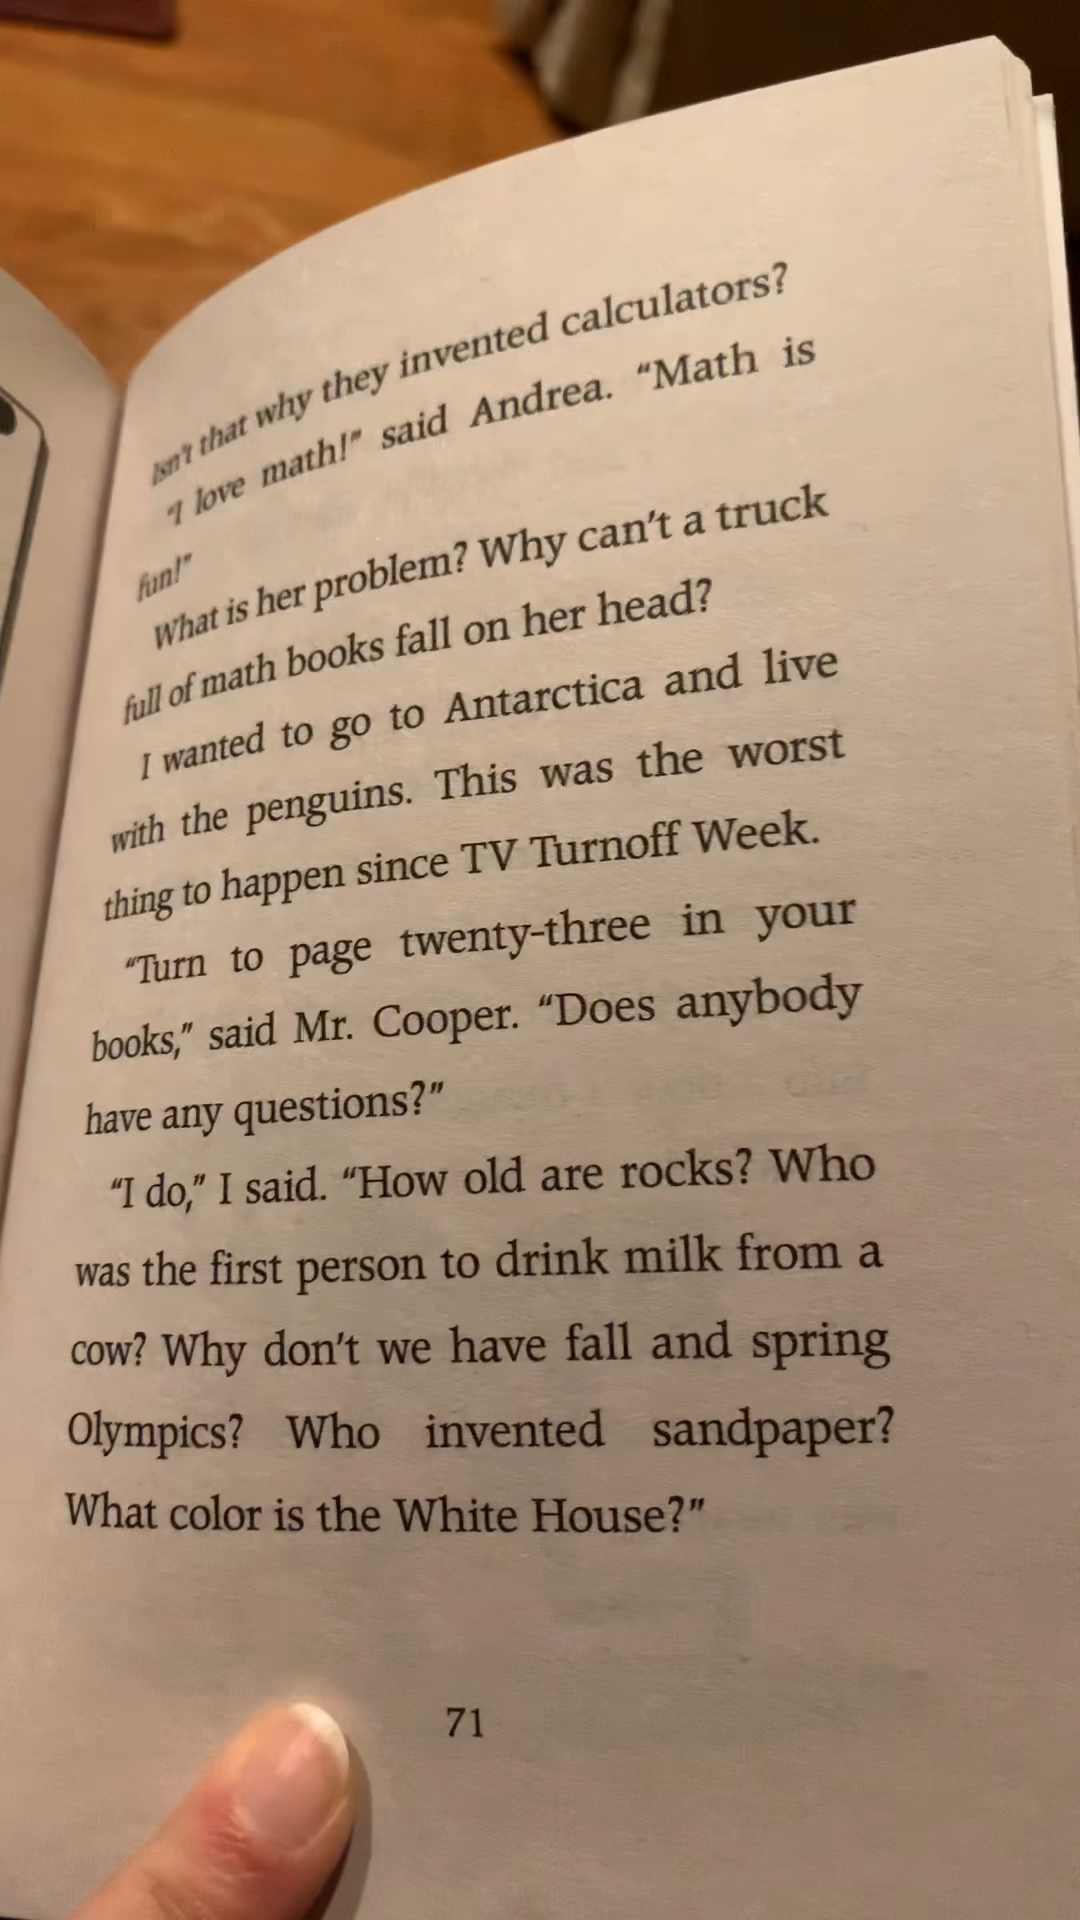 Isn't that why they invented calculators?
“I love math!” said Andrea. “Math is
fun!”
What is her problem? Why can't a truck
full of math books fall on her head?
I wanted to go to Antarctica and live
with the penguins. This was the worst
thing to happen since TV Turnoff Week.
“Turn to page twenty-three in your
books,” said Mr. Cooper. “Does anybody
have any questions?”
“I do,” I said. “How old are rocks? Who
was the first person to drink milk from a
cow? Why don't we have fall and spring
Olympics? Who invented sandpaper?
What color is the White House?”
71